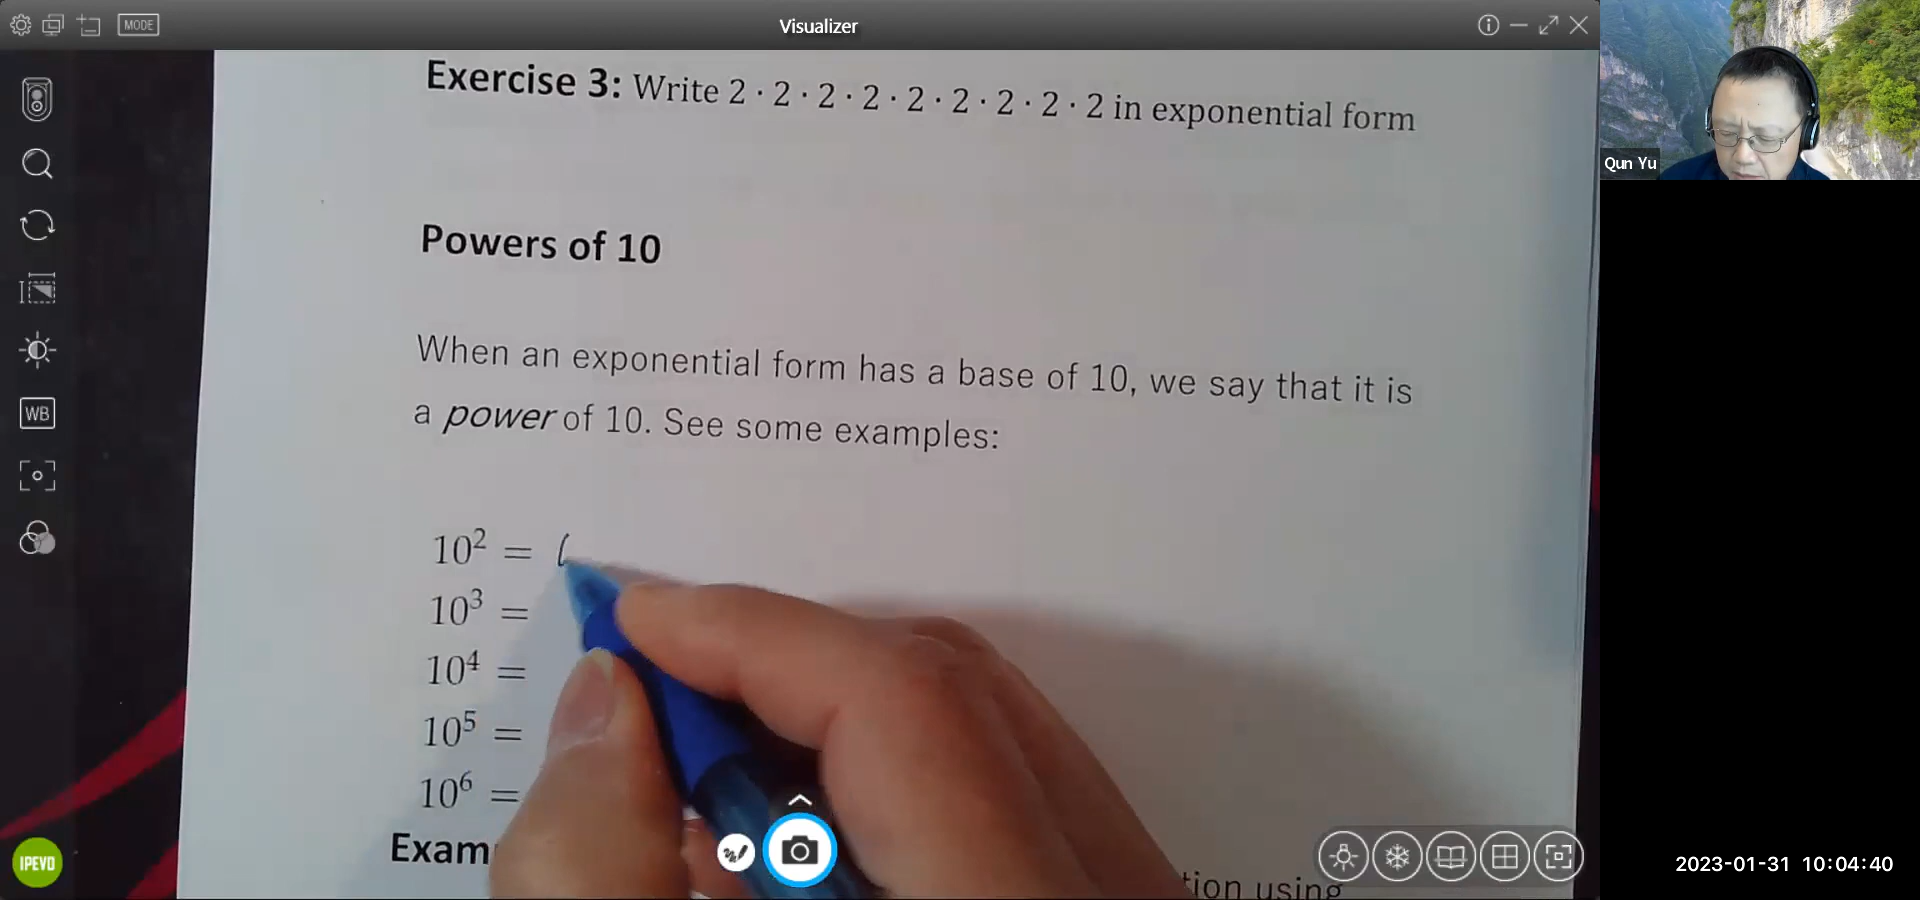 MODE
Visualizer
Exercise 3: Write 2 · 2 · 2 · 2 · 2 · 2 · 2 · 2 · 2 in exponential form
Qun Yu
Powers of 10
When an exponential form has a base of 10, we say that it is
a power of 10. See some examples:
10² =
10³ =
10⁴ =
10⁵ =
10⁶ =
WB
IPEVO
using
2023-01-31 10:04:40